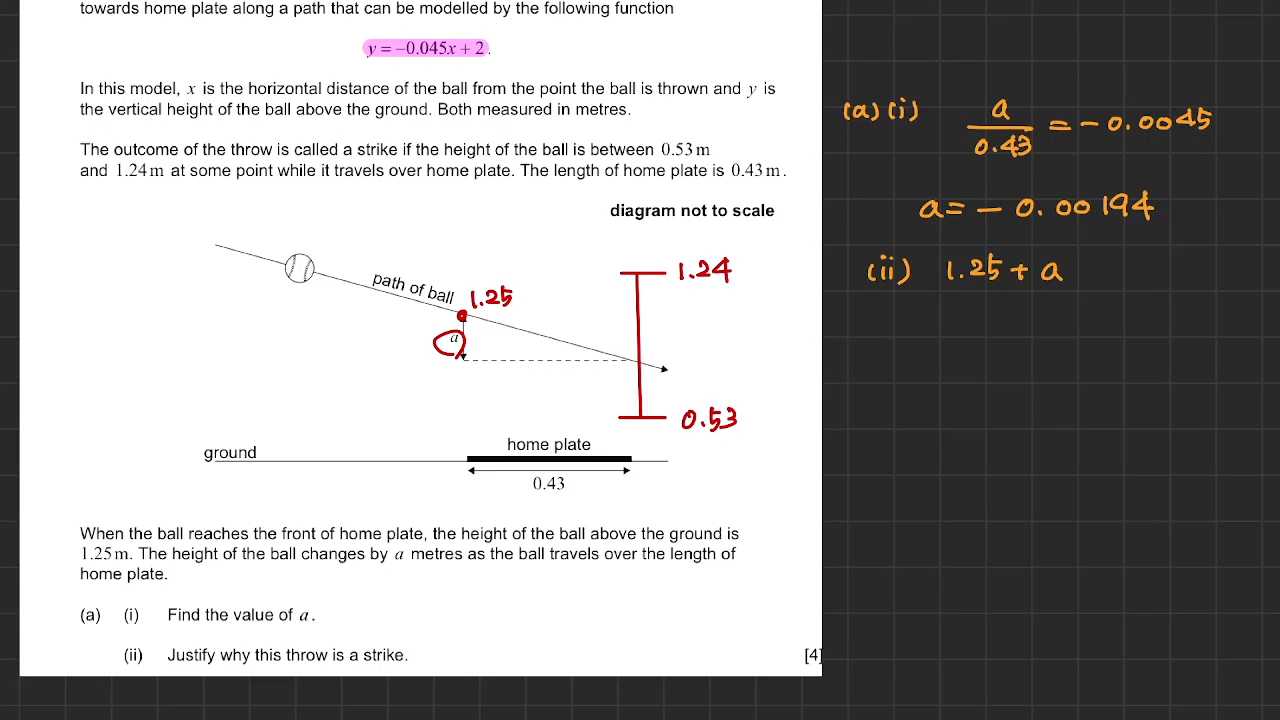 towards home plate along a path that can be modelled by the following function
y = −0.045x + 2.
In this model, x is the horizontal distance of the ball from the point the ball is thrown and y is
the vertical height of the ball above the ground. Both measured in metres.
The outcome of the throw is called a strike if the height of the ball is between 0.53 m
and 1.24 m at some point while it travels over home plate. The length of home plate is 0.43 m.
diagram not to scale
path of ball
1.25
a
1.24
0.53
home plate
ground
0.43
When the ball reaches the front of home plate, the height of the ball above the ground is
1.25 m. The height of the ball changes by a metres as the ball travels over the length of
home plate.
(a) (i) Find the value of a.
(ii) Justify why this throw is a strike. [4]
(a) (i) a/0.43 = − 0.0045
a = − 0.00194
(ii) 1.25 + a